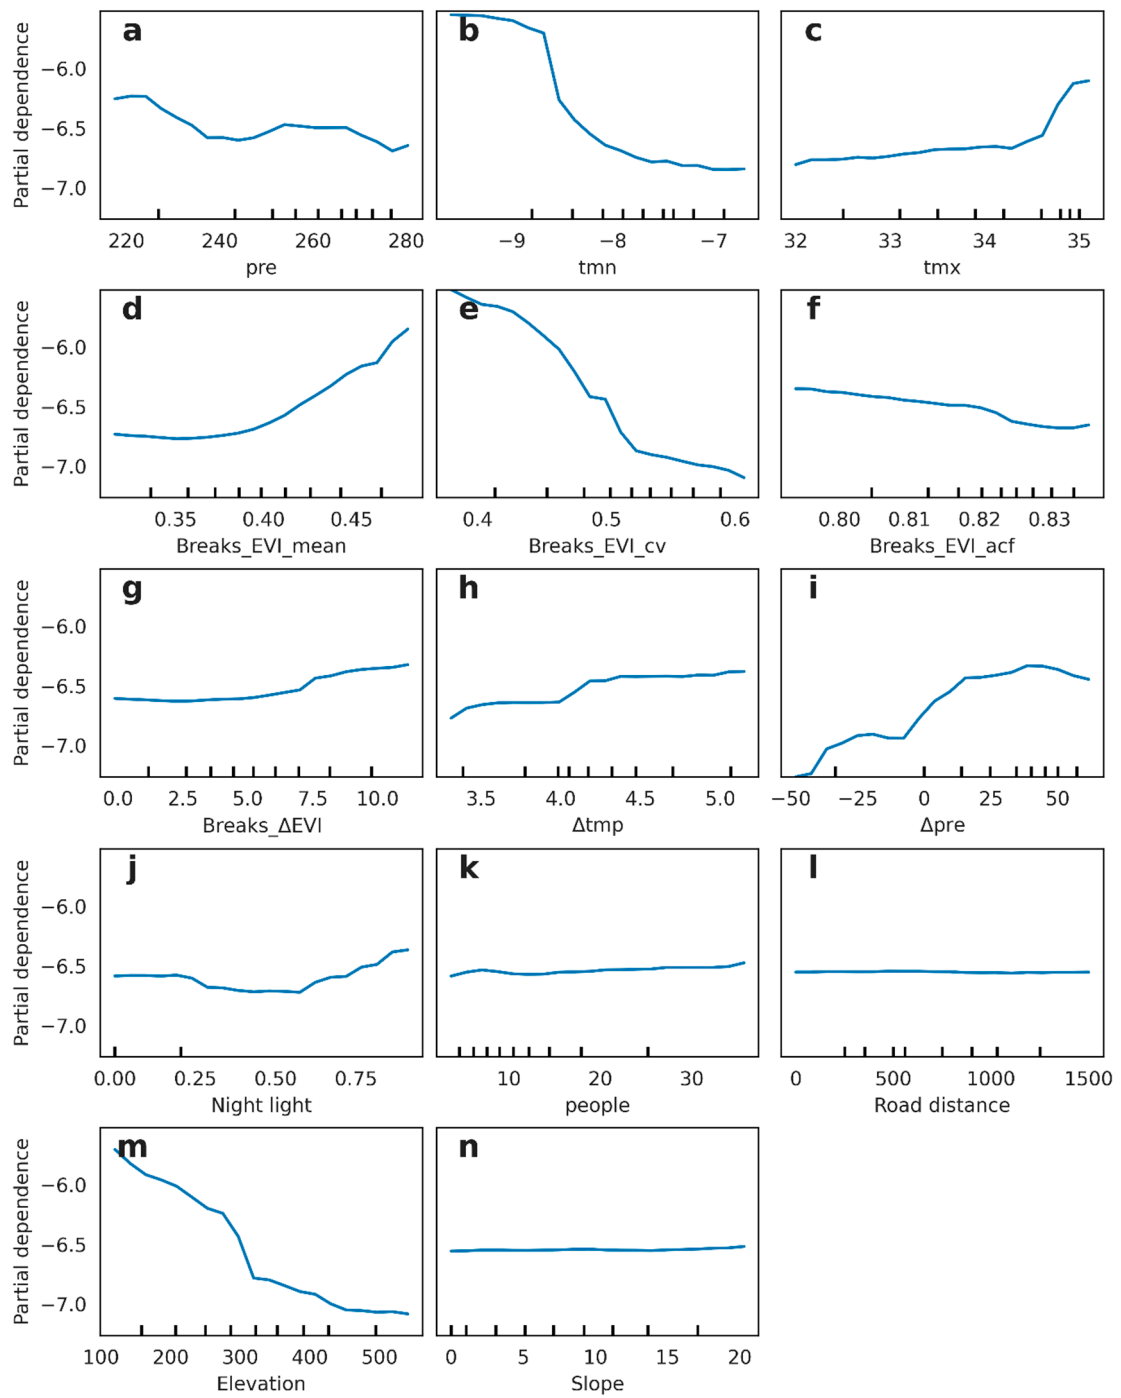 a b c
Partial dependence
−6.0
−6.5
−7.0
220 240 260 280 −9 −8 −7 32 33 34 35
pre tmn tmx
d e f
Partial dependence
−6.0
−6.5
−7.0
0.35 0.40 0.45 0.4 0.5 0.6 0.80 0.81 0.82 0.83
Breaks_EVI_mean Breaks_EVI_cv Breaks_EVI_acf
g h i
Partial dependence
−6.0
−6.5
−7.0
0.0 2.5 5.0 7.5 10.0 3.5 4.0 4.5 5.0 −50 −25 0 25 50
Breaks_ΔEVI Δtmp Δpre
j k l
Partial dependence
−6.0
−6.5
−7.0
0.00 0.25 0.50 0.75 10 20 30 0 500 1000 1500
Night light people Road distance
m n
Partial dependence
−6.0
−6.5
−7.0
100 200 300 400 500 0 5 10 15 20
Elevation Slope